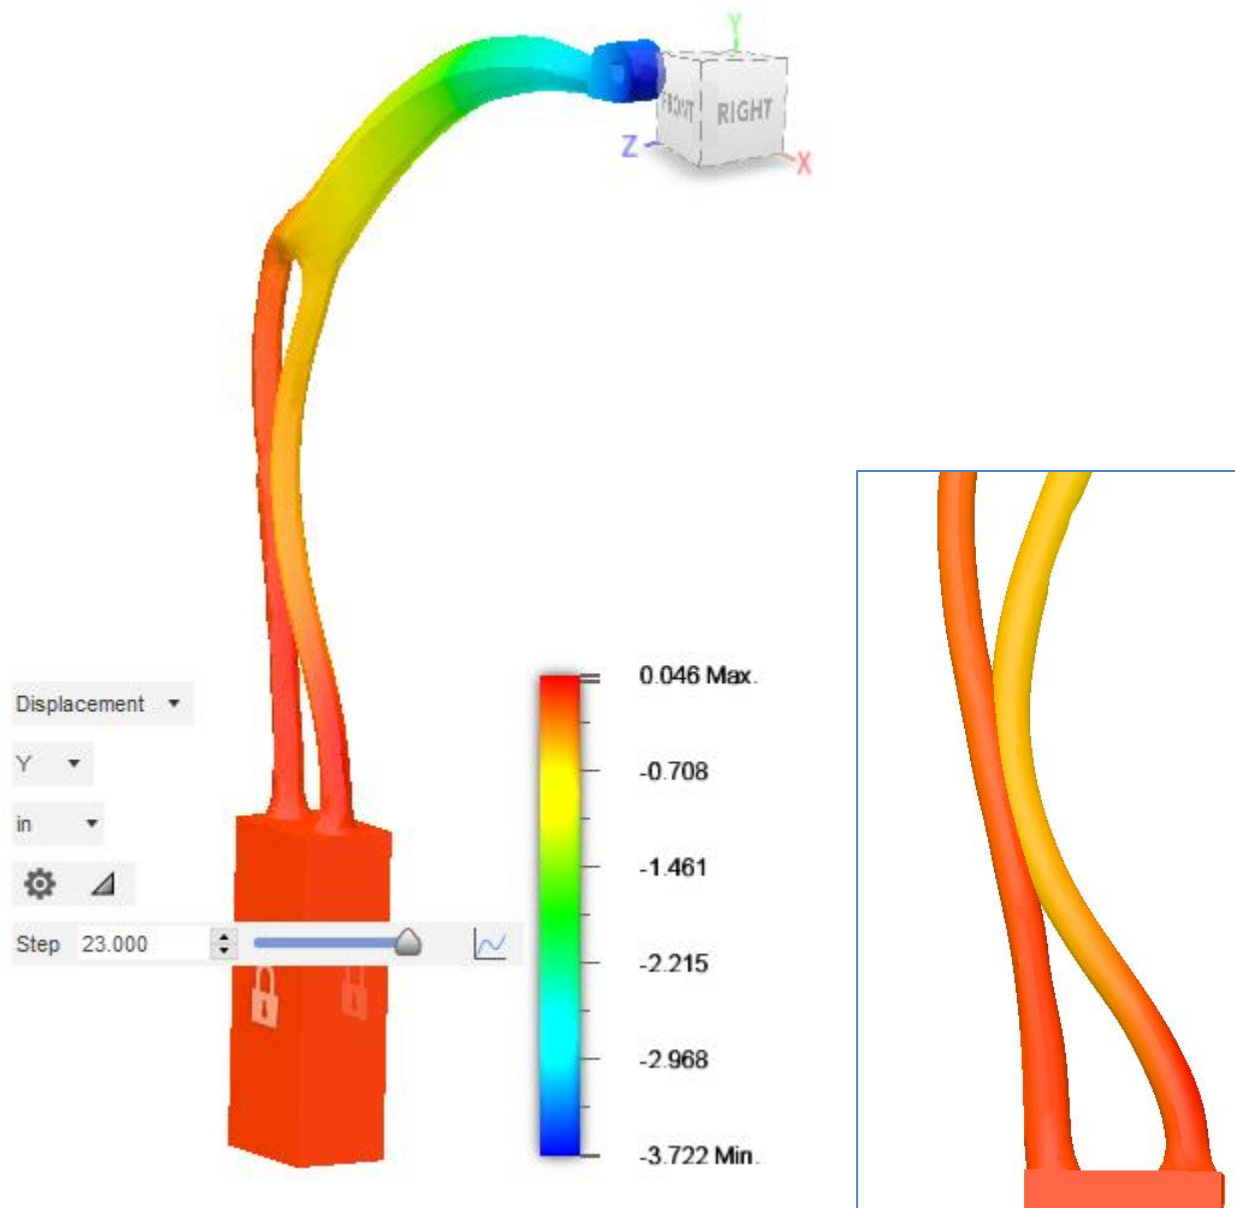 Y
FRONT
RIGHT
Z
X
Displacement
Y
in
Step 23.000
0.046 Max.
-0.708
-1.461
-2.215
-2.968
-3.722 Min.